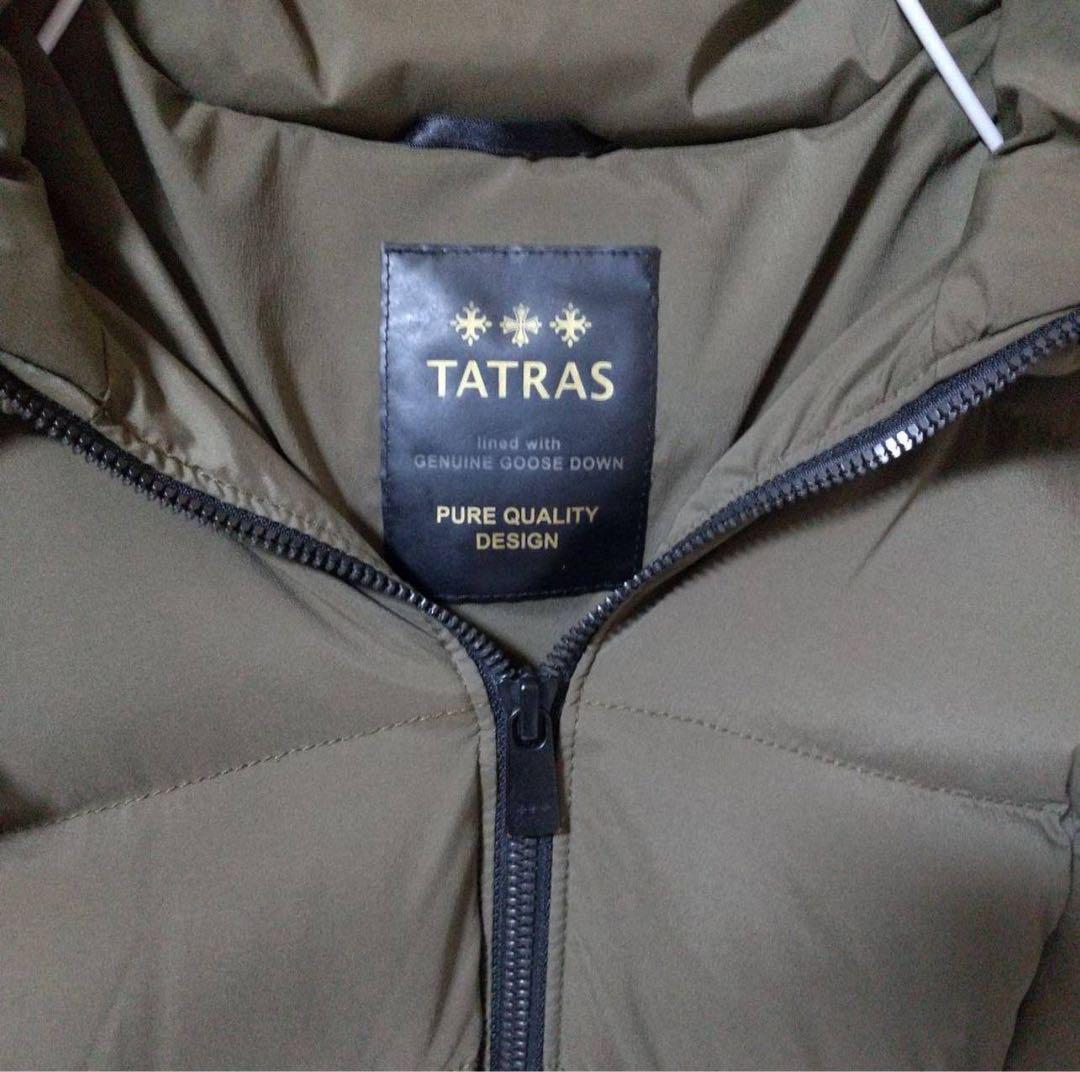 TATRAS
lined with
GENUINE GOOSE DOWN
PURE QUALITY
DESIGN